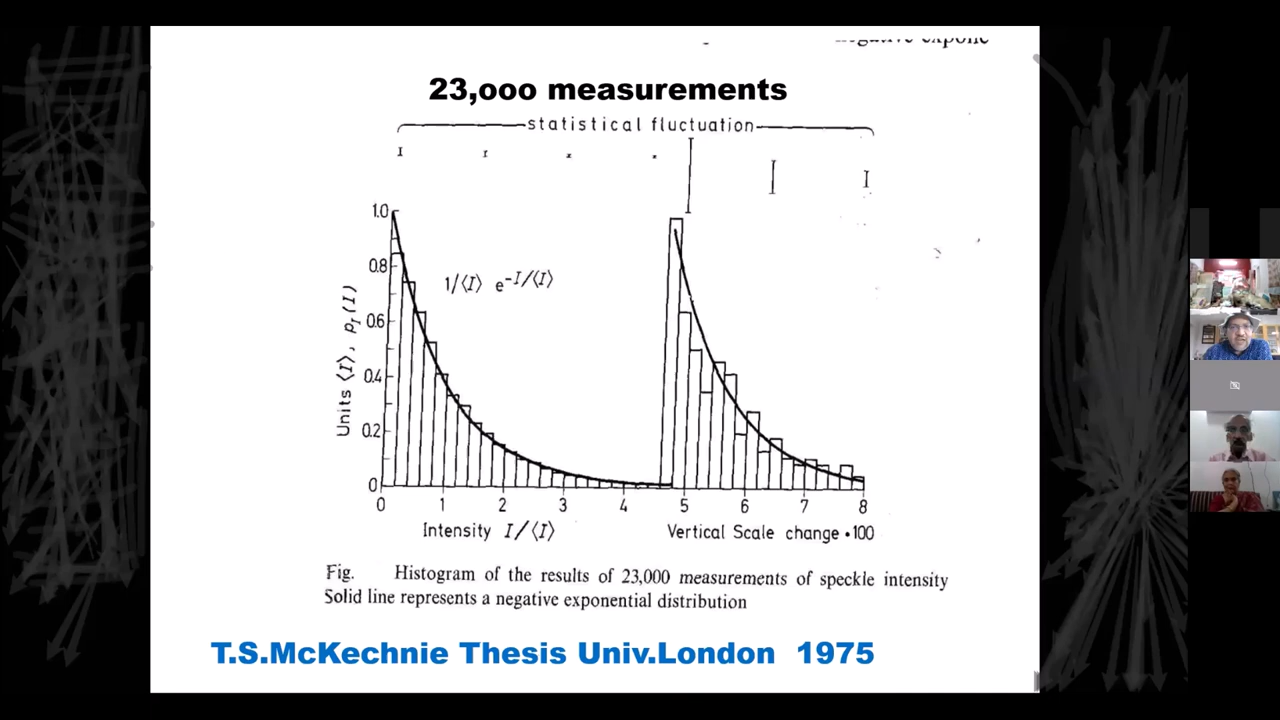 negative expone
23,ooo measurements
statistical fluctuation
1.0
0.8
0.6
0.4
0.2
0
Units ⟨I⟩, p_I(I)
1/⟨I⟩ e^-I/⟨I⟩
0 1 2 3 4 5 6 7 8
Intensity I/⟨I⟩ Vertical Scale change •100
Fig. Histogram of the results of 23,000 measurements of speckle intensity
Solid line represents a negative exponential distribution
T.S.McKechnie Thesis Univ.London 1975